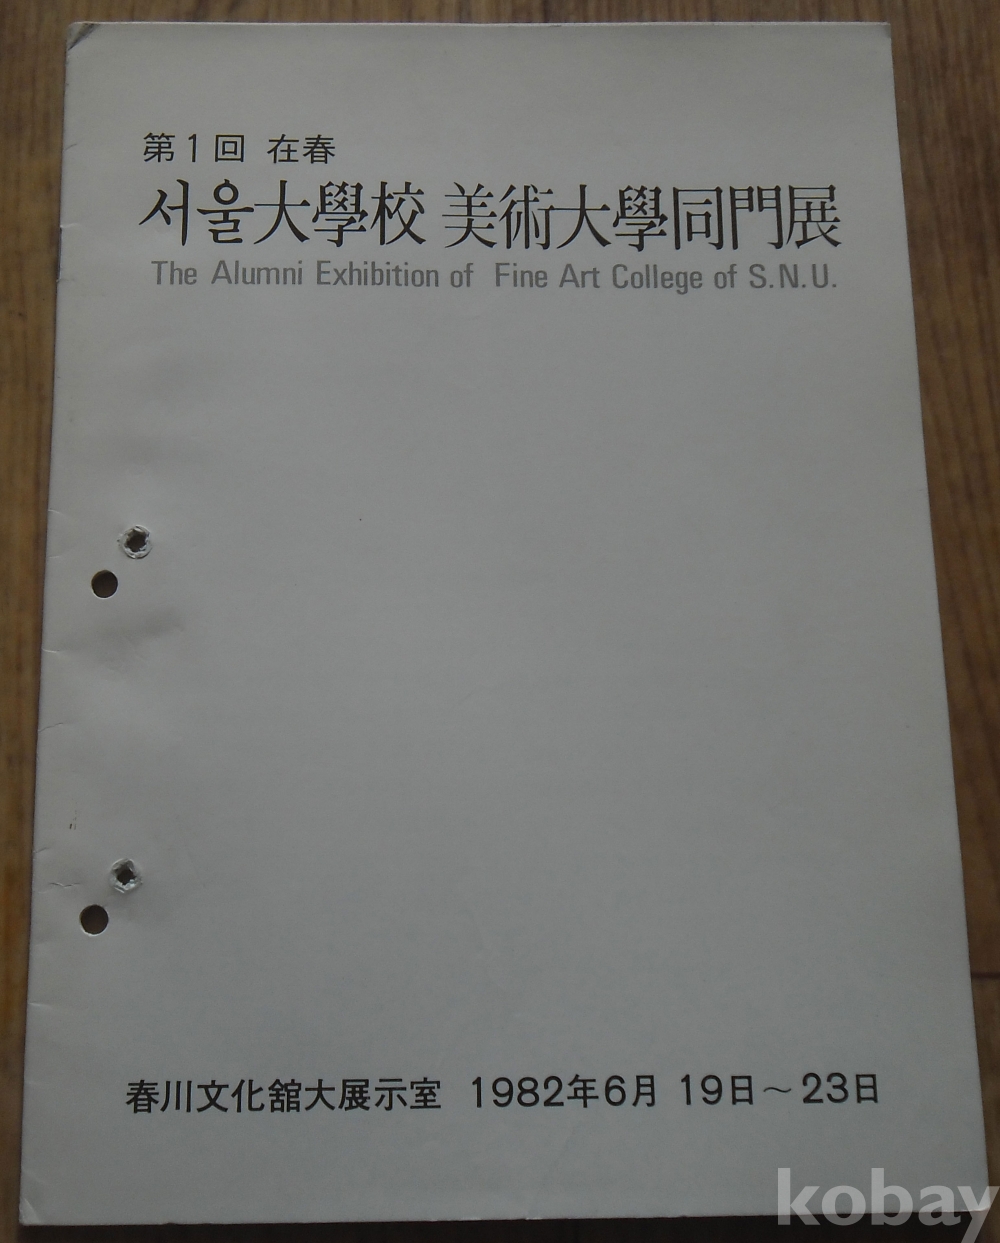 第1回 在春
서울大學校 美術大學同門展
The Alumni Exhibition of Fine Art College of S.N.U.
春川文化舘大展示室 1982年6月 19日～23日
kobay